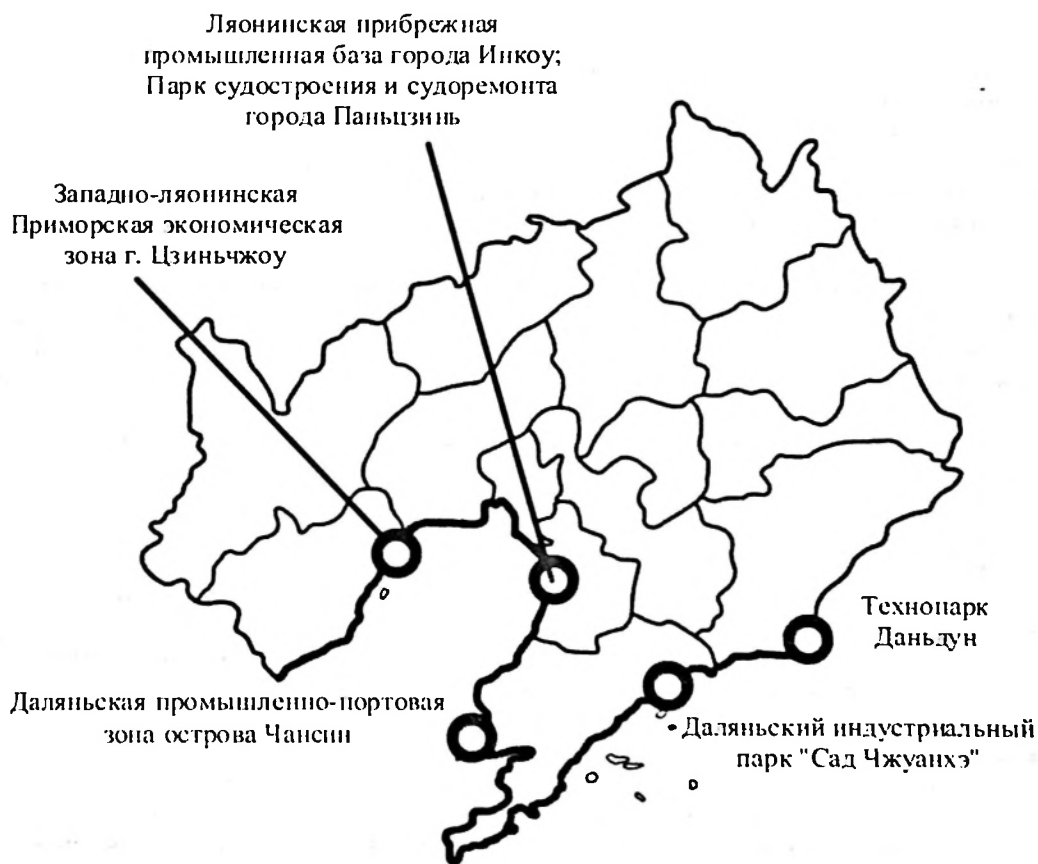 Ляонинская прибрежная
промышленная база города Инкоу;
Парк судостроения и судоремонта
города Паньцзинь
Западно-ляонинская
Приморская экономическая
зона г. Цзиньчжоу
Технопарк
Даньдун
Даляньская промышленно-портовая
зона острова Чансин
Даляньский индустриальный
парк "Сад Чжуанхэ"